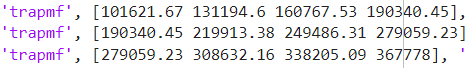 'trapmf', [101621.67 131194.6 160767.53 190340.45],
'trapmf', [190340.45 219913.38 249486.31 279059.23]
'trapmf', [279059.23 308632.16 338205.09 367778], '